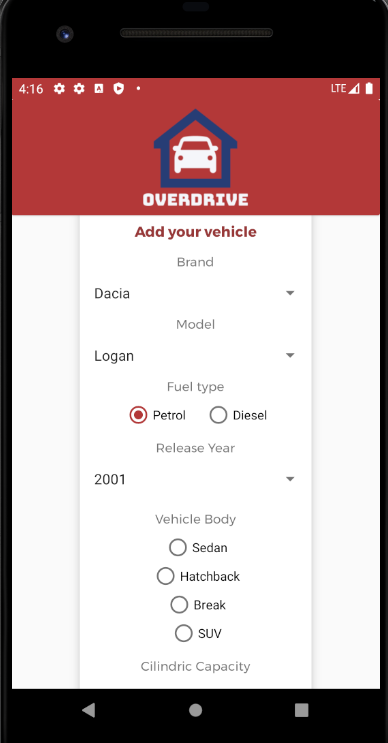 4:16 LTE
OVERDRIVE
Add your vehicle
Brand
Dacia
Model
Logan
Fuel type
Petrol Diesel
Release Year
2001
Vehicle Body
Sedan
Hatchback
Break
SUV
Cilindric Capacity